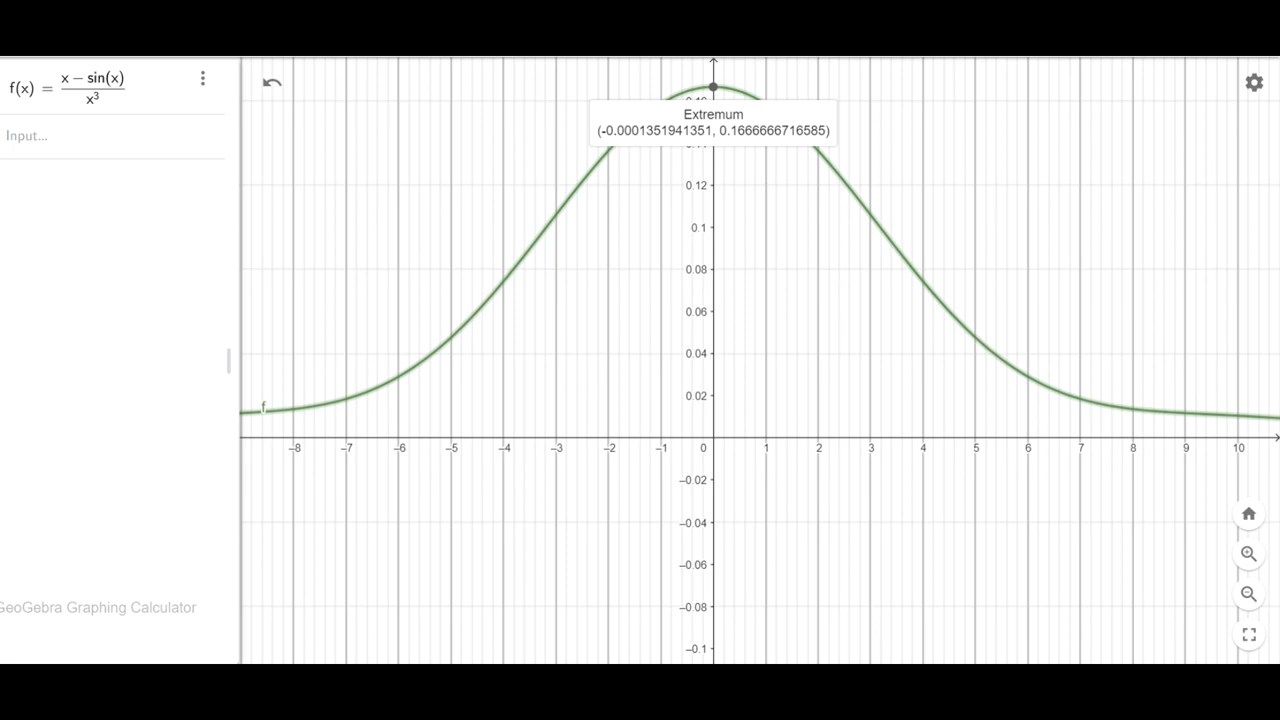 f(x) = x − sin(x) / x³
Input...
GeoGebra Graphing Calculator
Extremum
(-0.0001351941351, 0.1666666716585)
0.12
0.1
0.08
0.06
0.04
0.02
f
–8 –7 –6 –5 –4 –3 –2 –1 0 1 2 3 4 5 6 7 8 9 10
–0.02
–0.04
–0.06
–0.08
–0.1